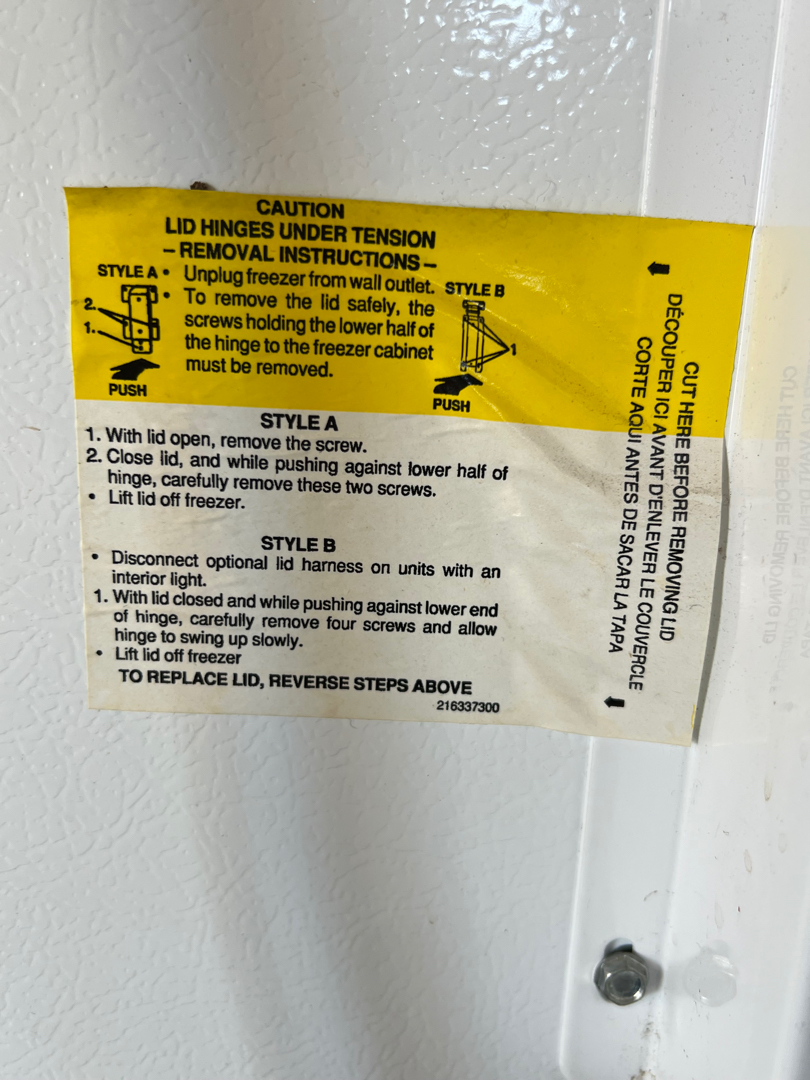 CAUTION
LID HINGES UNDER TENSION
– REMOVAL INSTRUCTIONS –
STYLE A
• Unplug freezer from wall outlet.
• To remove the lid safely, the
screws holding the lower half of
the hinge to the freezer cabinet
must be removed.
2.
1.
PUSH
STYLE B
1
PUSH
STYLE A
1. With lid open, remove the screw.
2. Close lid, and while pushing against lower half of
hinge, carefully remove these two screws.
• Lift lid off freezer.
STYLE B
• Disconnect optional lid harness on units with an
interior light.
1. With lid closed and while pushing against lower end
of hinge, carefully remove four screws and allow
hinge to swing up slowly.
• Lift lid off freezer
TO REPLACE LID, REVERSE STEPS ABOVE
216337300
CUT HERE BEFORE REMOVING LID
DÉCOUPER ICI AVANT D'ENLEVER LE COUVERCLE
CORTE AQUI ANTES DE SACAR LA TAPA